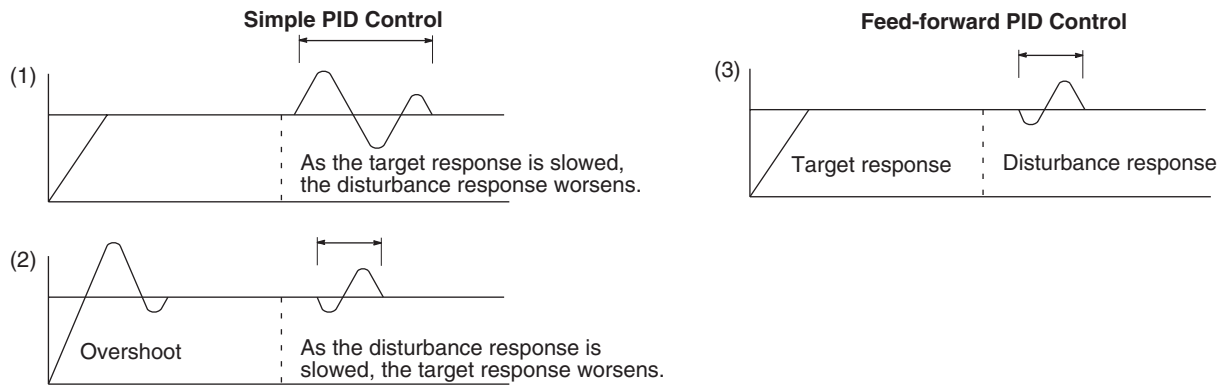 Simple PID Control
(1)
As the target response is slowed,
the disturbance response worsens.
(2)
Overshoot
As the disturbance response is
slowed, the target response worsens.
Feed-forward PID Control
(3)
Target response
Disturbance response